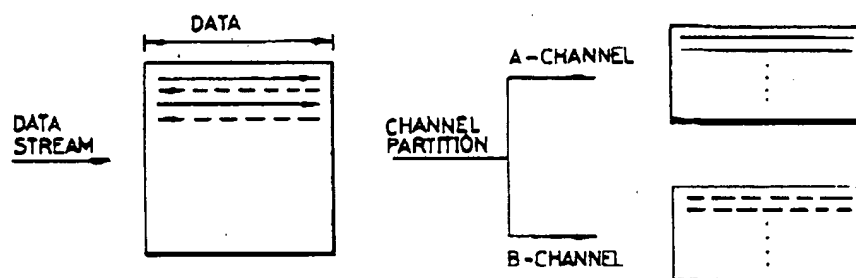 DATA
DATA
STREAM
CHANNEL
PARTITION
A-CHANNEL
B-CHANNEL